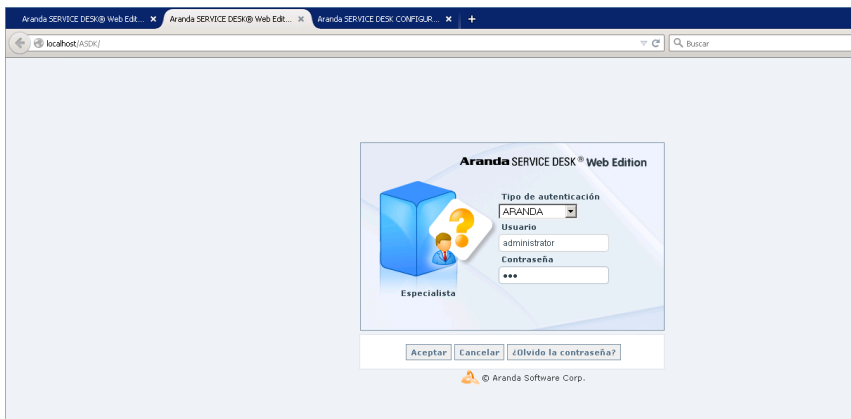 Aranda SERVICE DESK® Web Edit... Aranda SERVICE DESK® Web Edit... Aranda SERVICE DESK CONFIGUR...
localhost/ASDK/ Buscar
Aranda SERVICE DESK® Web Edition
Tipo de autenticación
ARANDA
Usuario
administrator
Contraseña
•••
Especialista
Aceptar Cancelar ¿Olvido la contraseña?
© Aranda Software Corp.